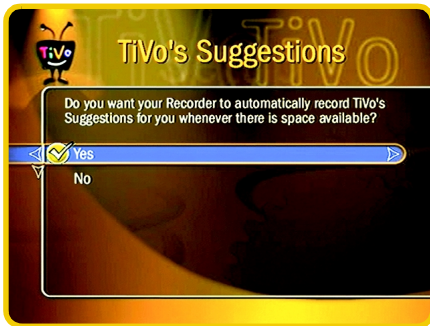 TiVo
TiVo
TiVo's Suggestions
Do you want your Recorder to automatically record TiVo's
Suggestions for you whenever there is space available?
Yes
No